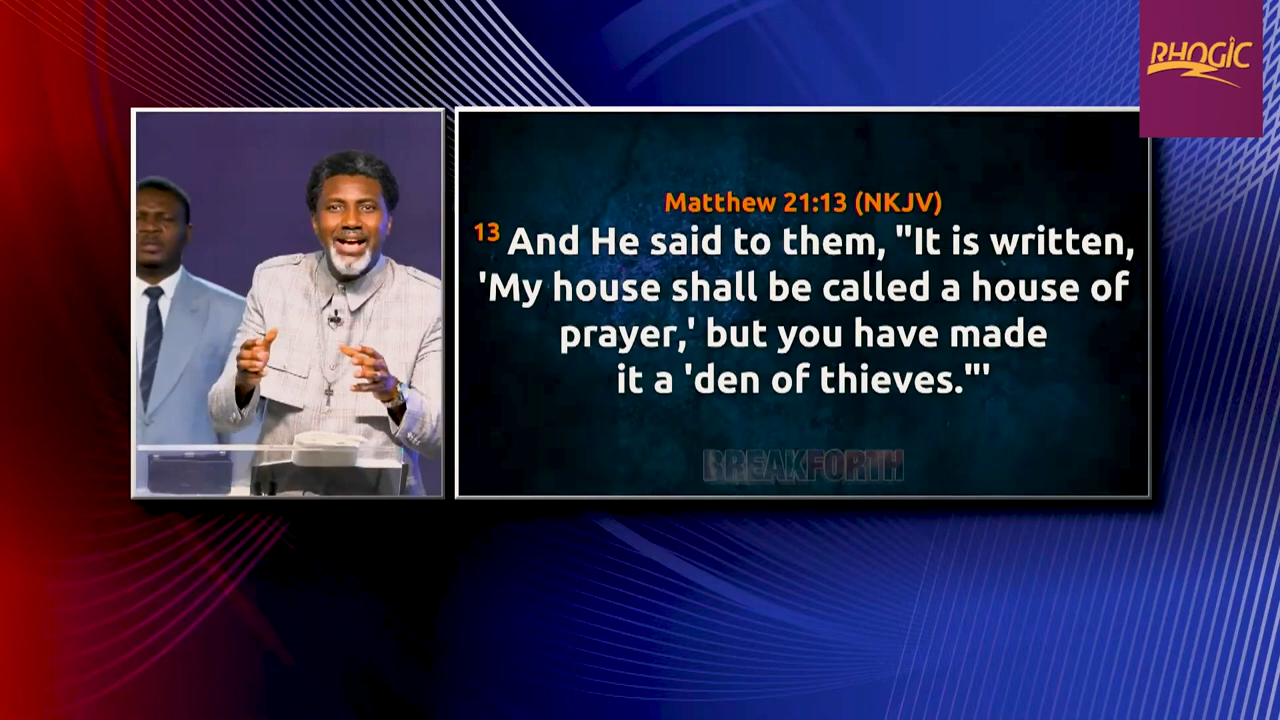 RHOGIC
Matthew 21:13 (NKJV)
13 And He said to them, "It is written,
'My house shall be called a house of
prayer,' but you have made
it a 'den of thieves.'"
BREAKFORTH